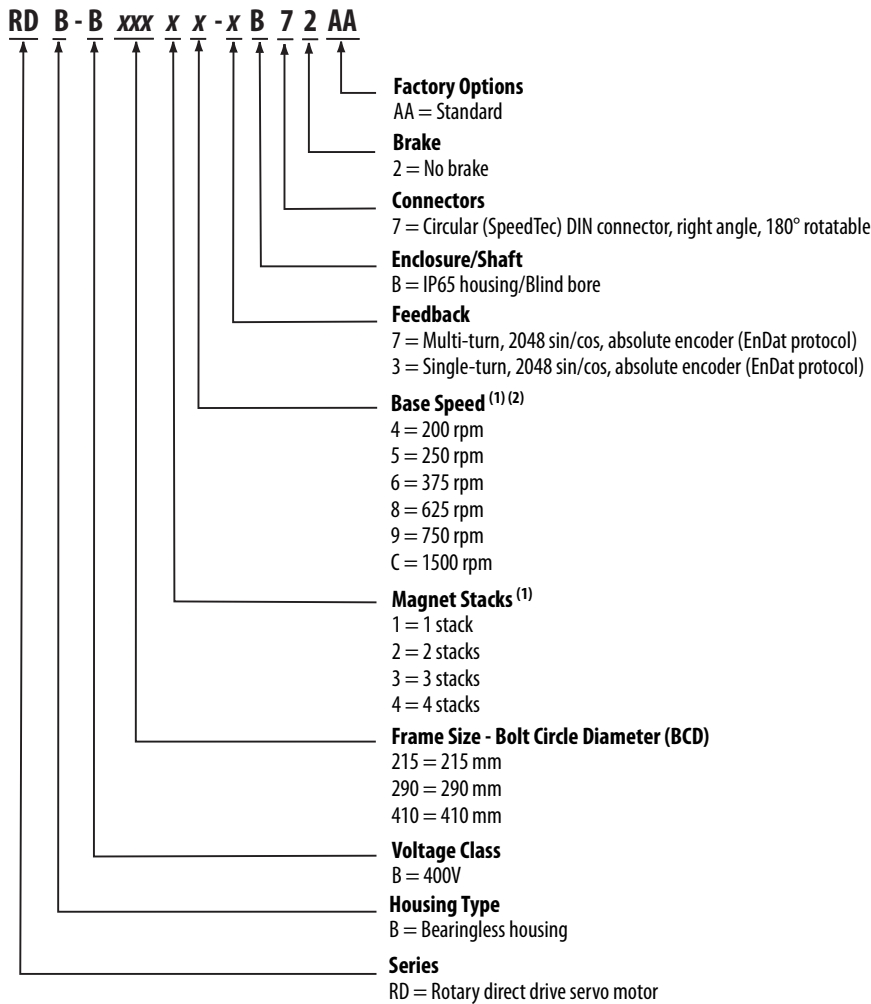 RD B - B xxx x x - x B 7 2 AA
Factory Options
AA = Standard
Brake
2 = No brake
Connectors
7 = Circular (SpeedTec) DIN connector, right angle, 180° rotatable
Enclosure/Shaft
B = IP65 housing/Blind bore
Feedback
7 = Multi-turn, 2048 sin/cos, absolute encoder (EnDat protocol)
3 = Single-turn, 2048 sin/cos, absolute encoder (EnDat protocol)
Base Speed (1) (2)
4 = 200 rpm
5 = 250 rpm
6 = 375 rpm
8 = 625 rpm
9 = 750 rpm
C = 1500 rpm
Magnet Stacks (1)
1 = 1 stack
2 = 2 stacks
3 = 3 stacks
4 = 4 stacks
Frame Size - Bolt Circle Diameter (BCD)
215 = 215 mm
290 = 290 mm
410 = 410 mm
Voltage Class
B = 400V
Housing Type
B = Bearingless housing
Series
RD = Rotary direct drive servo motor